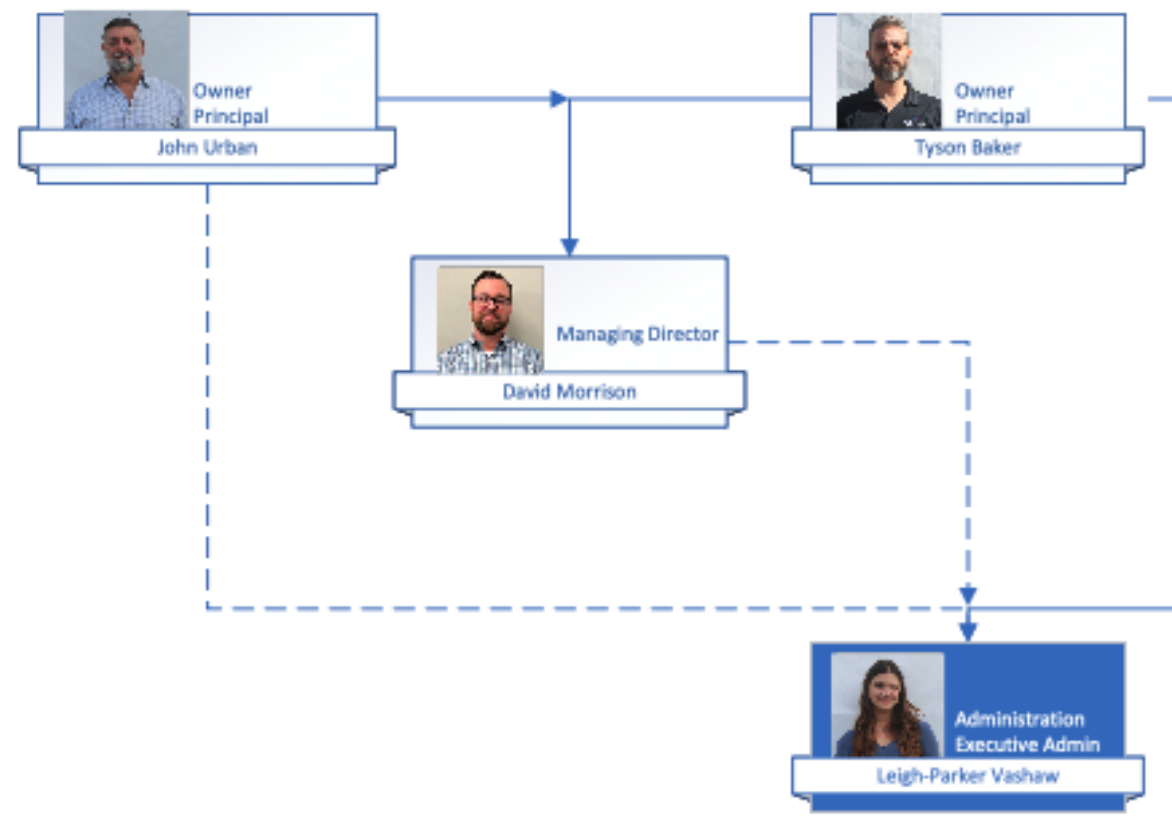 Owner
Principal
John Urban
Owner
Principal
Tyson Baker
Managing Director
David Morrison
Administration
Executive Admin
Leigh-Parker Vashaw